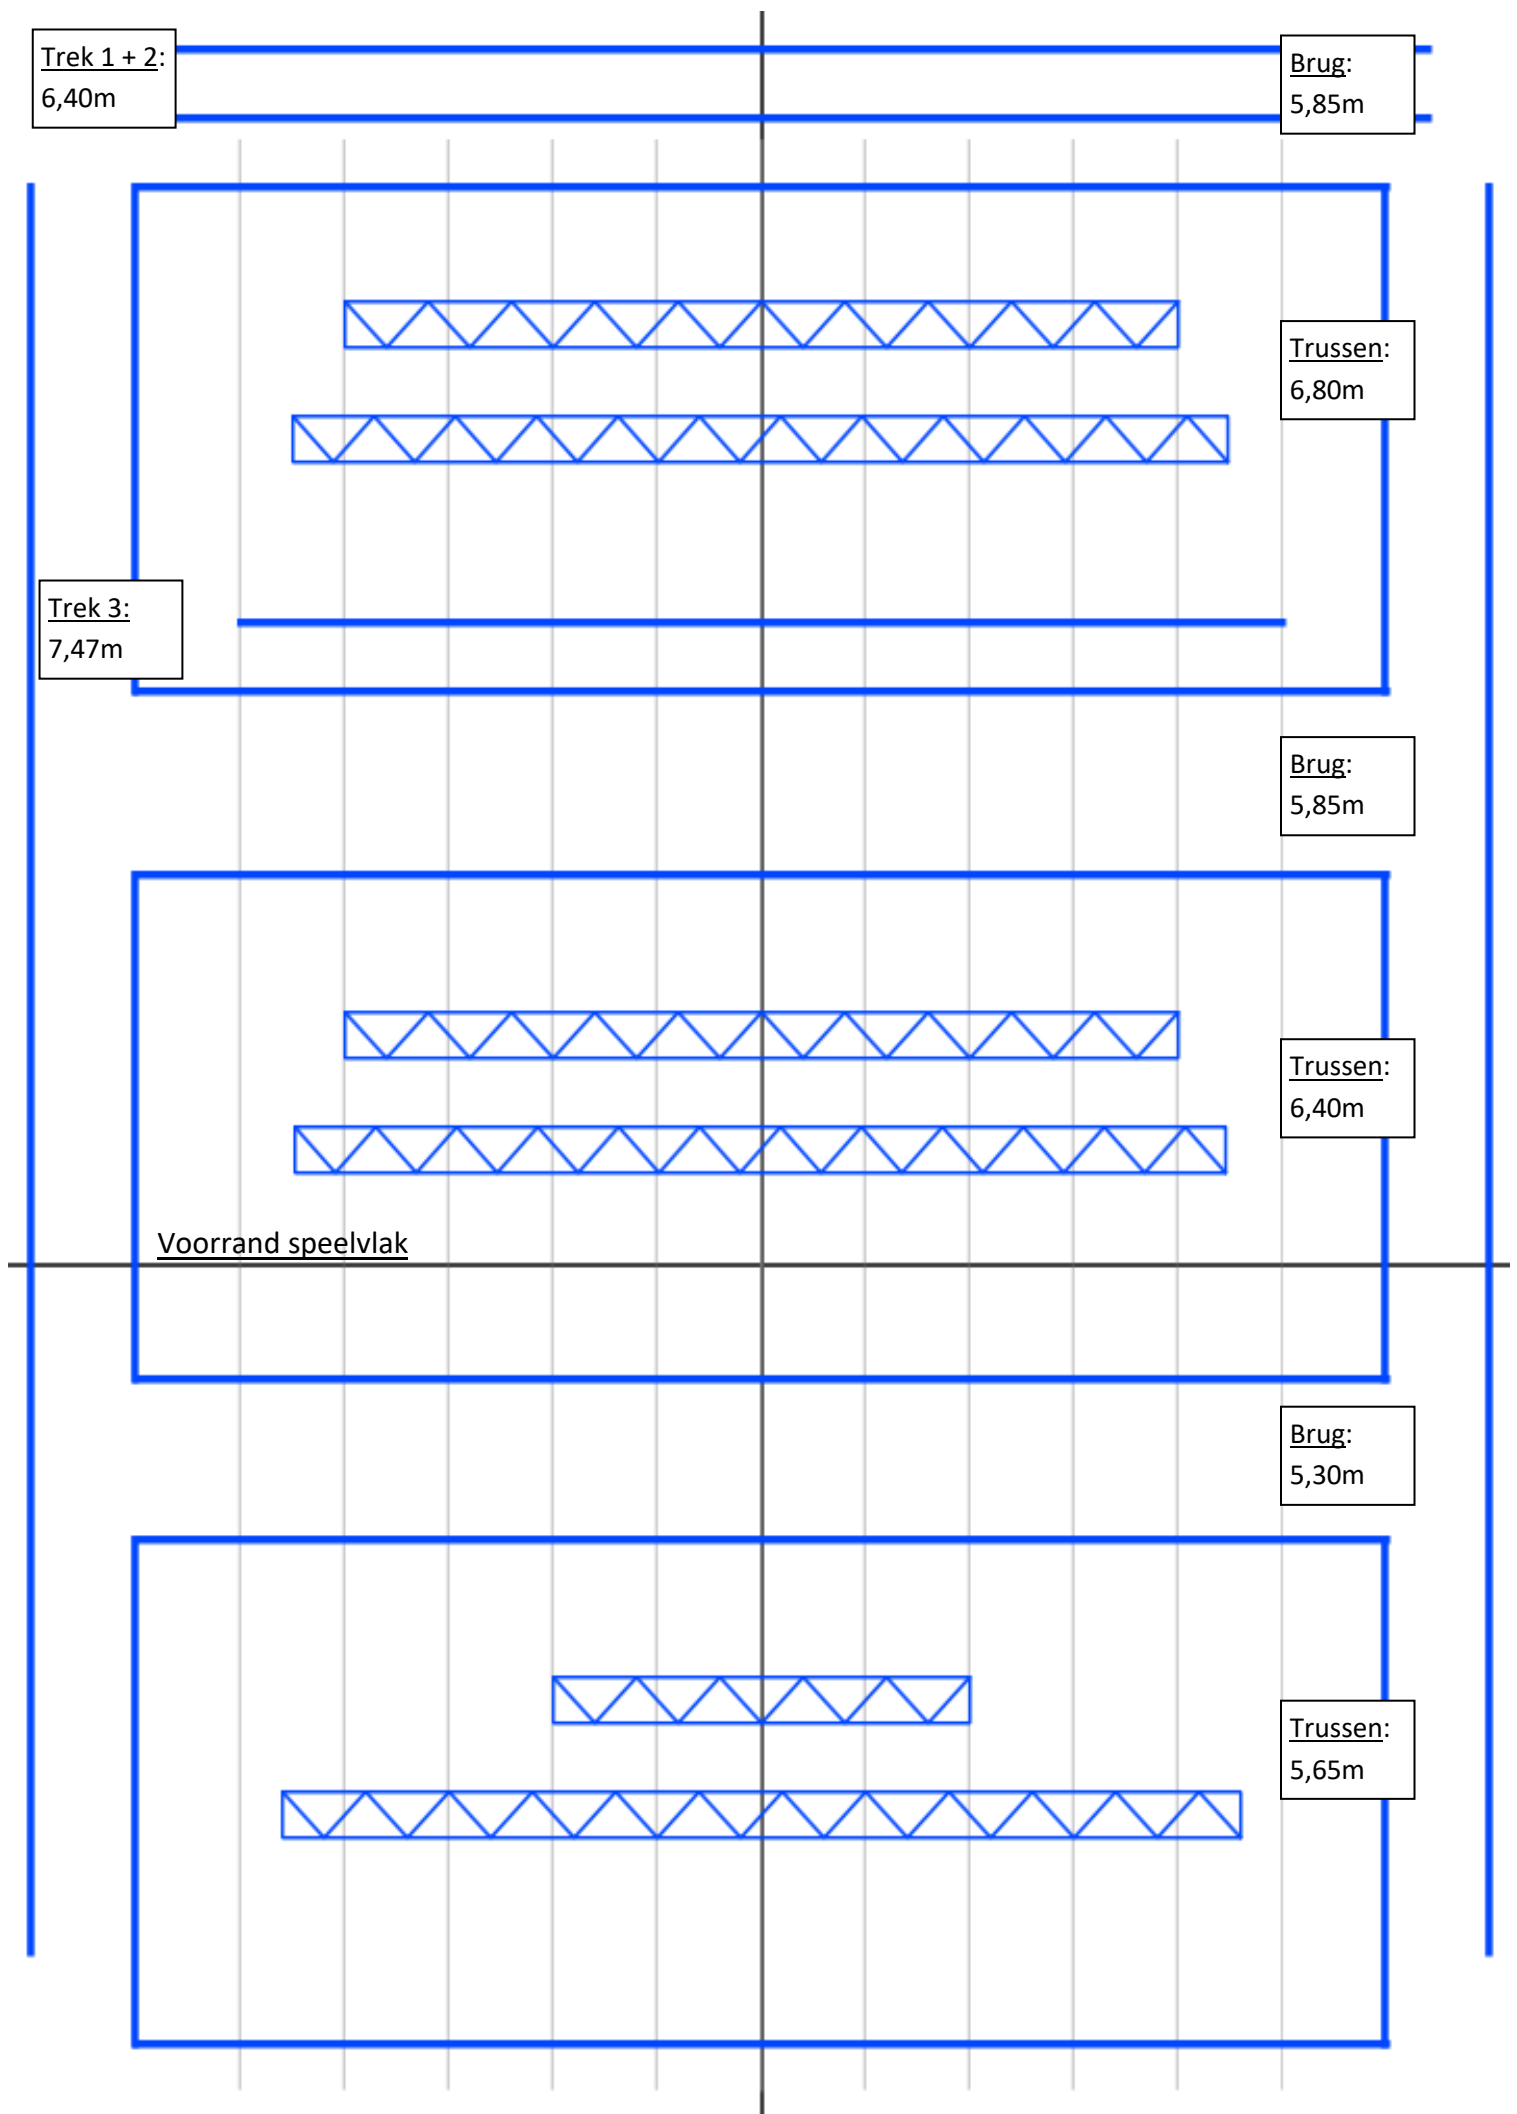 Trek 1 + 2:
6,40m
Brug:
5,85m
Trussen:
6,80m
Trek 3:
7,47m
Brug:
5,85m
Trussen:
6,40m
Voorrand speelvlak
Brug:
5,30m
Trussen:
5,65m